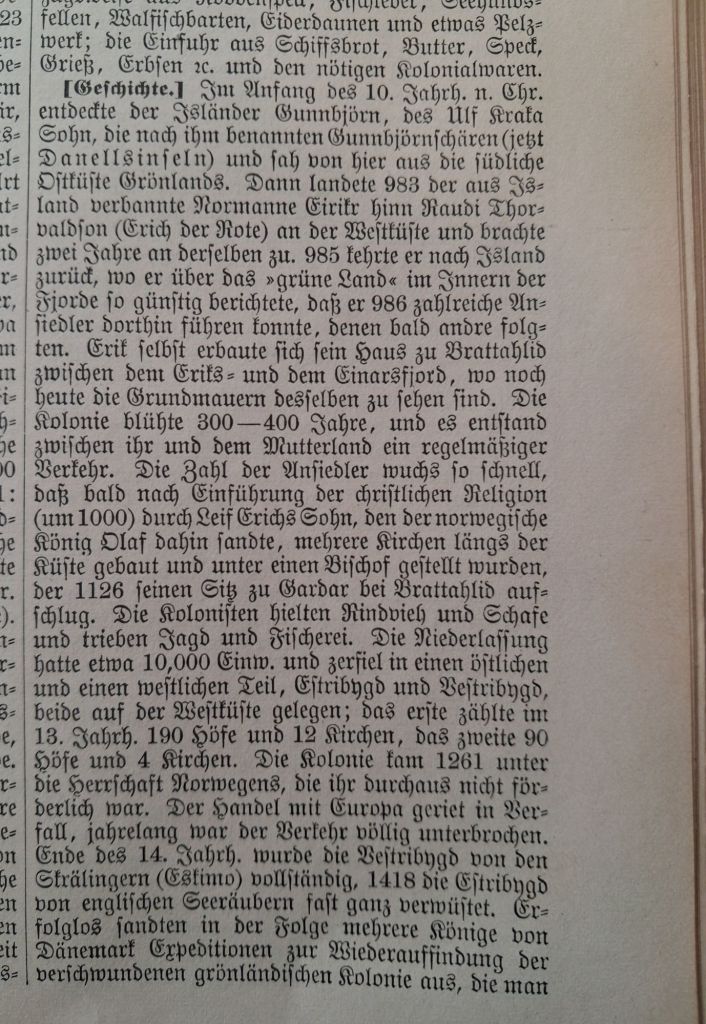 fellen, Walfischbarten, Eiderdaunen und etwas Pelz-
werk; die Einfuhr aus Schiffsbrot, Butter, Speck,
Grieß, Erbsen ꝛc. und den nötigen Kolonialwaren.
[Geschichte.] Im Anfang des 10. Jahrh. n. Chr.
entdeckte der Isländer Gunnbjörn, des Ulf Kraka
Sohn, die nach ihm benannten Gunnbjörnschären (jetzt
Danellsinseln) und sah von hier aus die südliche
Ostküste Grönlands. Dann landete 983 der aus Is-
land verbannte Normanne Eirikr hinn Raudi Thor-
valdson (Erich der Rote) an der Westküste und brachte
zwei Jahre an derselben zu. 985 kehrte er nach Island
zurück, wo er über das »grüne Land« im Innern der
Fjorde so günstig berichtete, daß er 986 zahlreiche An-
siedler dorthin führen konnte, denen bald andre folg-
ten. Erik selbst erbaute sich sein Haus zu Brattahlid
zwischen dem Eriks- und dem Einarsfjord, wo noch
heute die Grundmauern desselben zu sehen sind. Die
Kolonie blühte 300—400 Jahre, und es entstand
zwischen ihr und dem Mutterland ein regelmäßiger
Verkehr. Die Zahl der Ansiedler wuchs so schnell,
daß bald nach Einführung der christlichen Religion
(um 1000) durch Leif Erichs Sohn, den der norwegische
König Olaf dahin sandte, mehrere Kirchen längs der
Küste gebaut und unter einen Bischof gestellt wurden,
der 1126 seinen Sitz zu Gardar bei Brattahlid auf-
schlug. Die Kolonisten hielten Rindvieh und Schafe
und trieben Jagd und Fischerei. Die Niederlassung
hatte etwa 10,000 Einw. und zerfiel in einen östlichen
und einen westlichen Teil, Estribygd und Vestribygd,
beide auf der Westküste gelegen; das erste zählte im
13. Jahrh. 190 Höfe und 12 Kirchen, das zweite 90
Höfe und 4 Kirchen. Die Kolonie kam 1261 unter
die Herrschaft Norwegens, die ihr durchaus nicht för-
derlich war. Der Handel mit Europa geriet in Ver-
fall, jahrelang war der Verkehr völlig unterbrochen.
Ende des 14. Jahrh. wurde die Vestribygd von den
Skrälingern (Eskimo) vollständig, 1418 die Estribygd
von englischen Seeräubern fast ganz verwüstet. Er-
folglos sandten in der Folge mehrere Könige von
Dänemark Expeditionen zur Wiederauffindung der
verschwundenen grönländischen Kolonie aus, die man